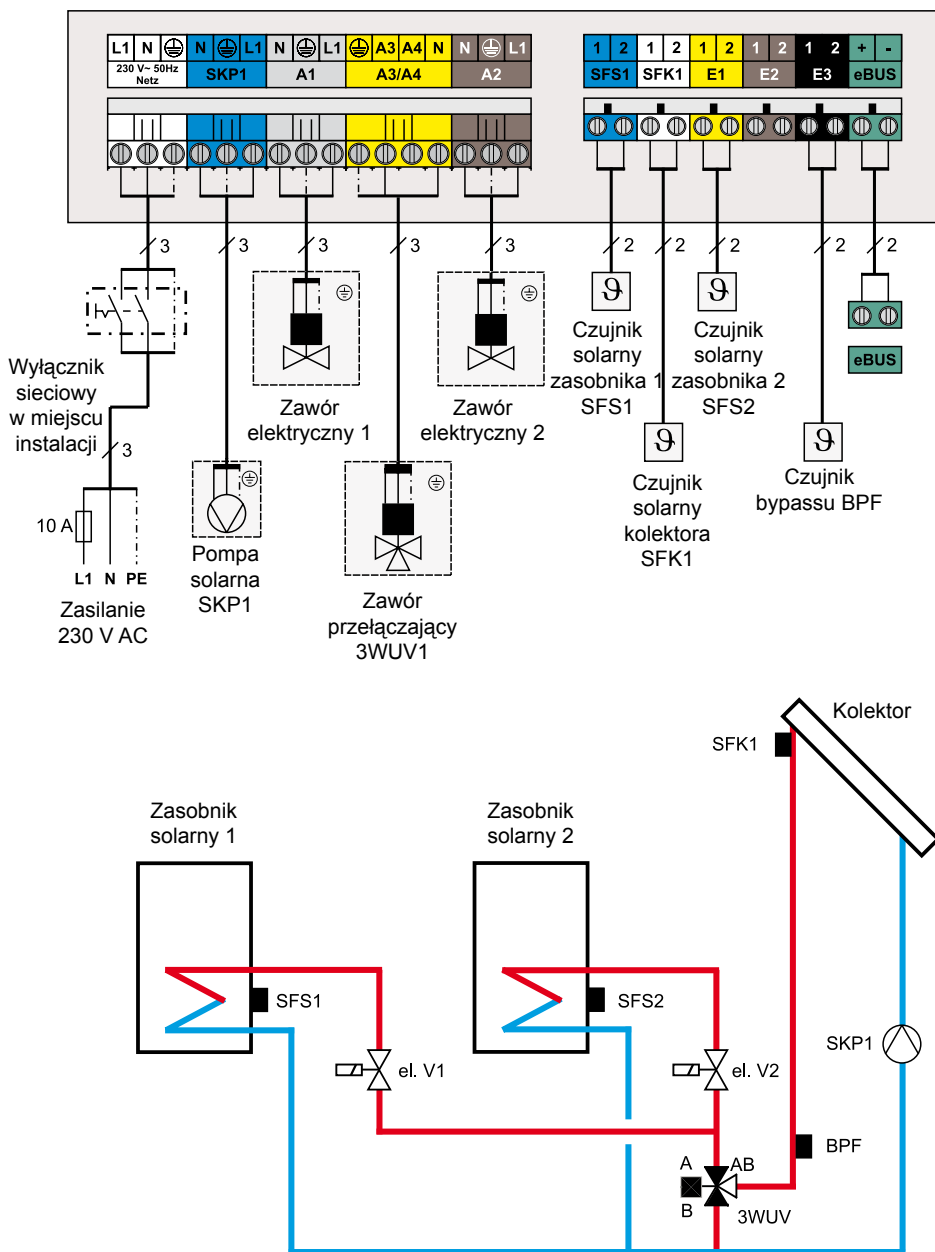 L1 N N L1 N L1 A3 A4 N N L1 1 2 1 2 1 2 1 2 1 2 + -
230 V~ 50Hz
Netz
SKP1 A1 A3/A4 A2 SFS1 SFK1 E1 E2 E3 eBUS
3 3 3 3 3 2 2 2 2 2
Wyłącznik
sieciowy
w miejscu
instalacji
3
10 A
L1 N PE
Zasilanie
230 V AC
Pompa
solarna
SKP1
Zawór
elektryczny 1
Zawór
przełączający
3WUV1
Zawór
elektryczny 2
ϑ
Czujnik
solarny
zasobnika 1
SFS1
ϑ
Czujnik
solarny
kolektora
SFK1
ϑ
Czujnik
solarny
zasobnika 2
SFS2
ϑ
Czujnik
bypassu BPF
eBUS
Kolektor
SFK1
Zasobnik
solarny 1
Zasobnik
solarny 2
SFS1
SFS2
SKP1
el. V1
el. V2
BPF
A AB
B 3WUV